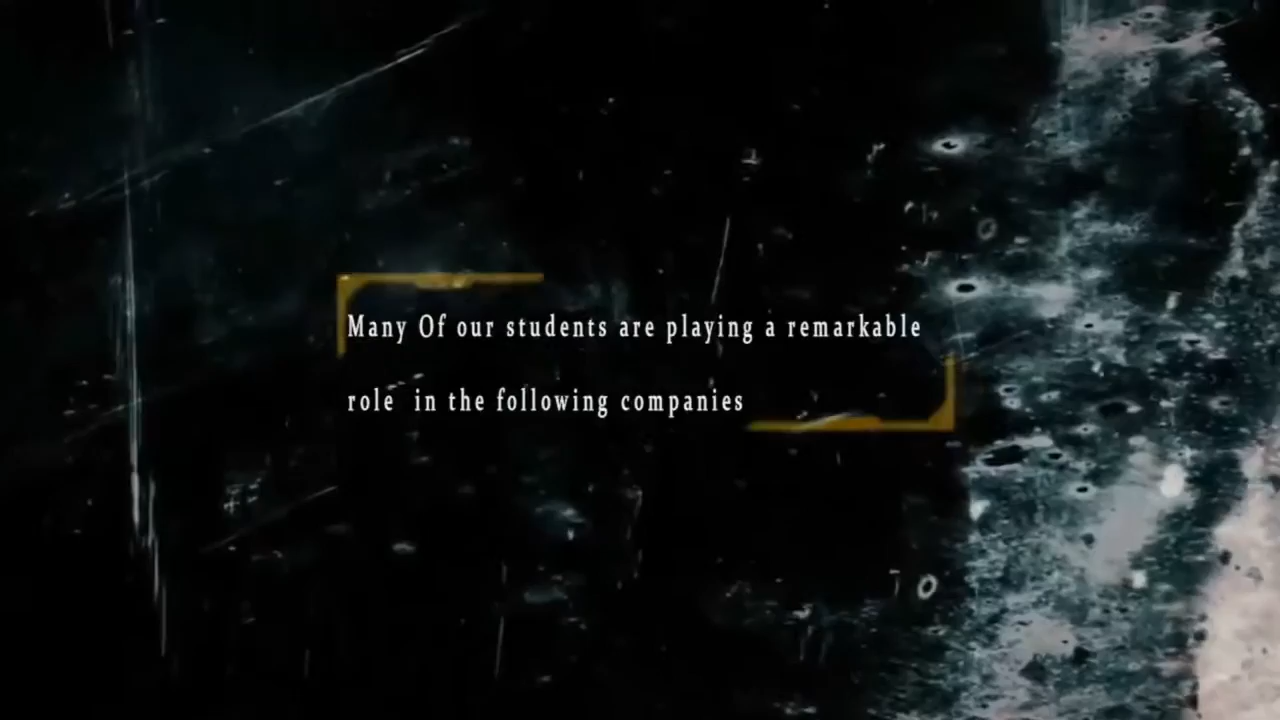 Many Of our students are playing a remarkable
role in the following companies